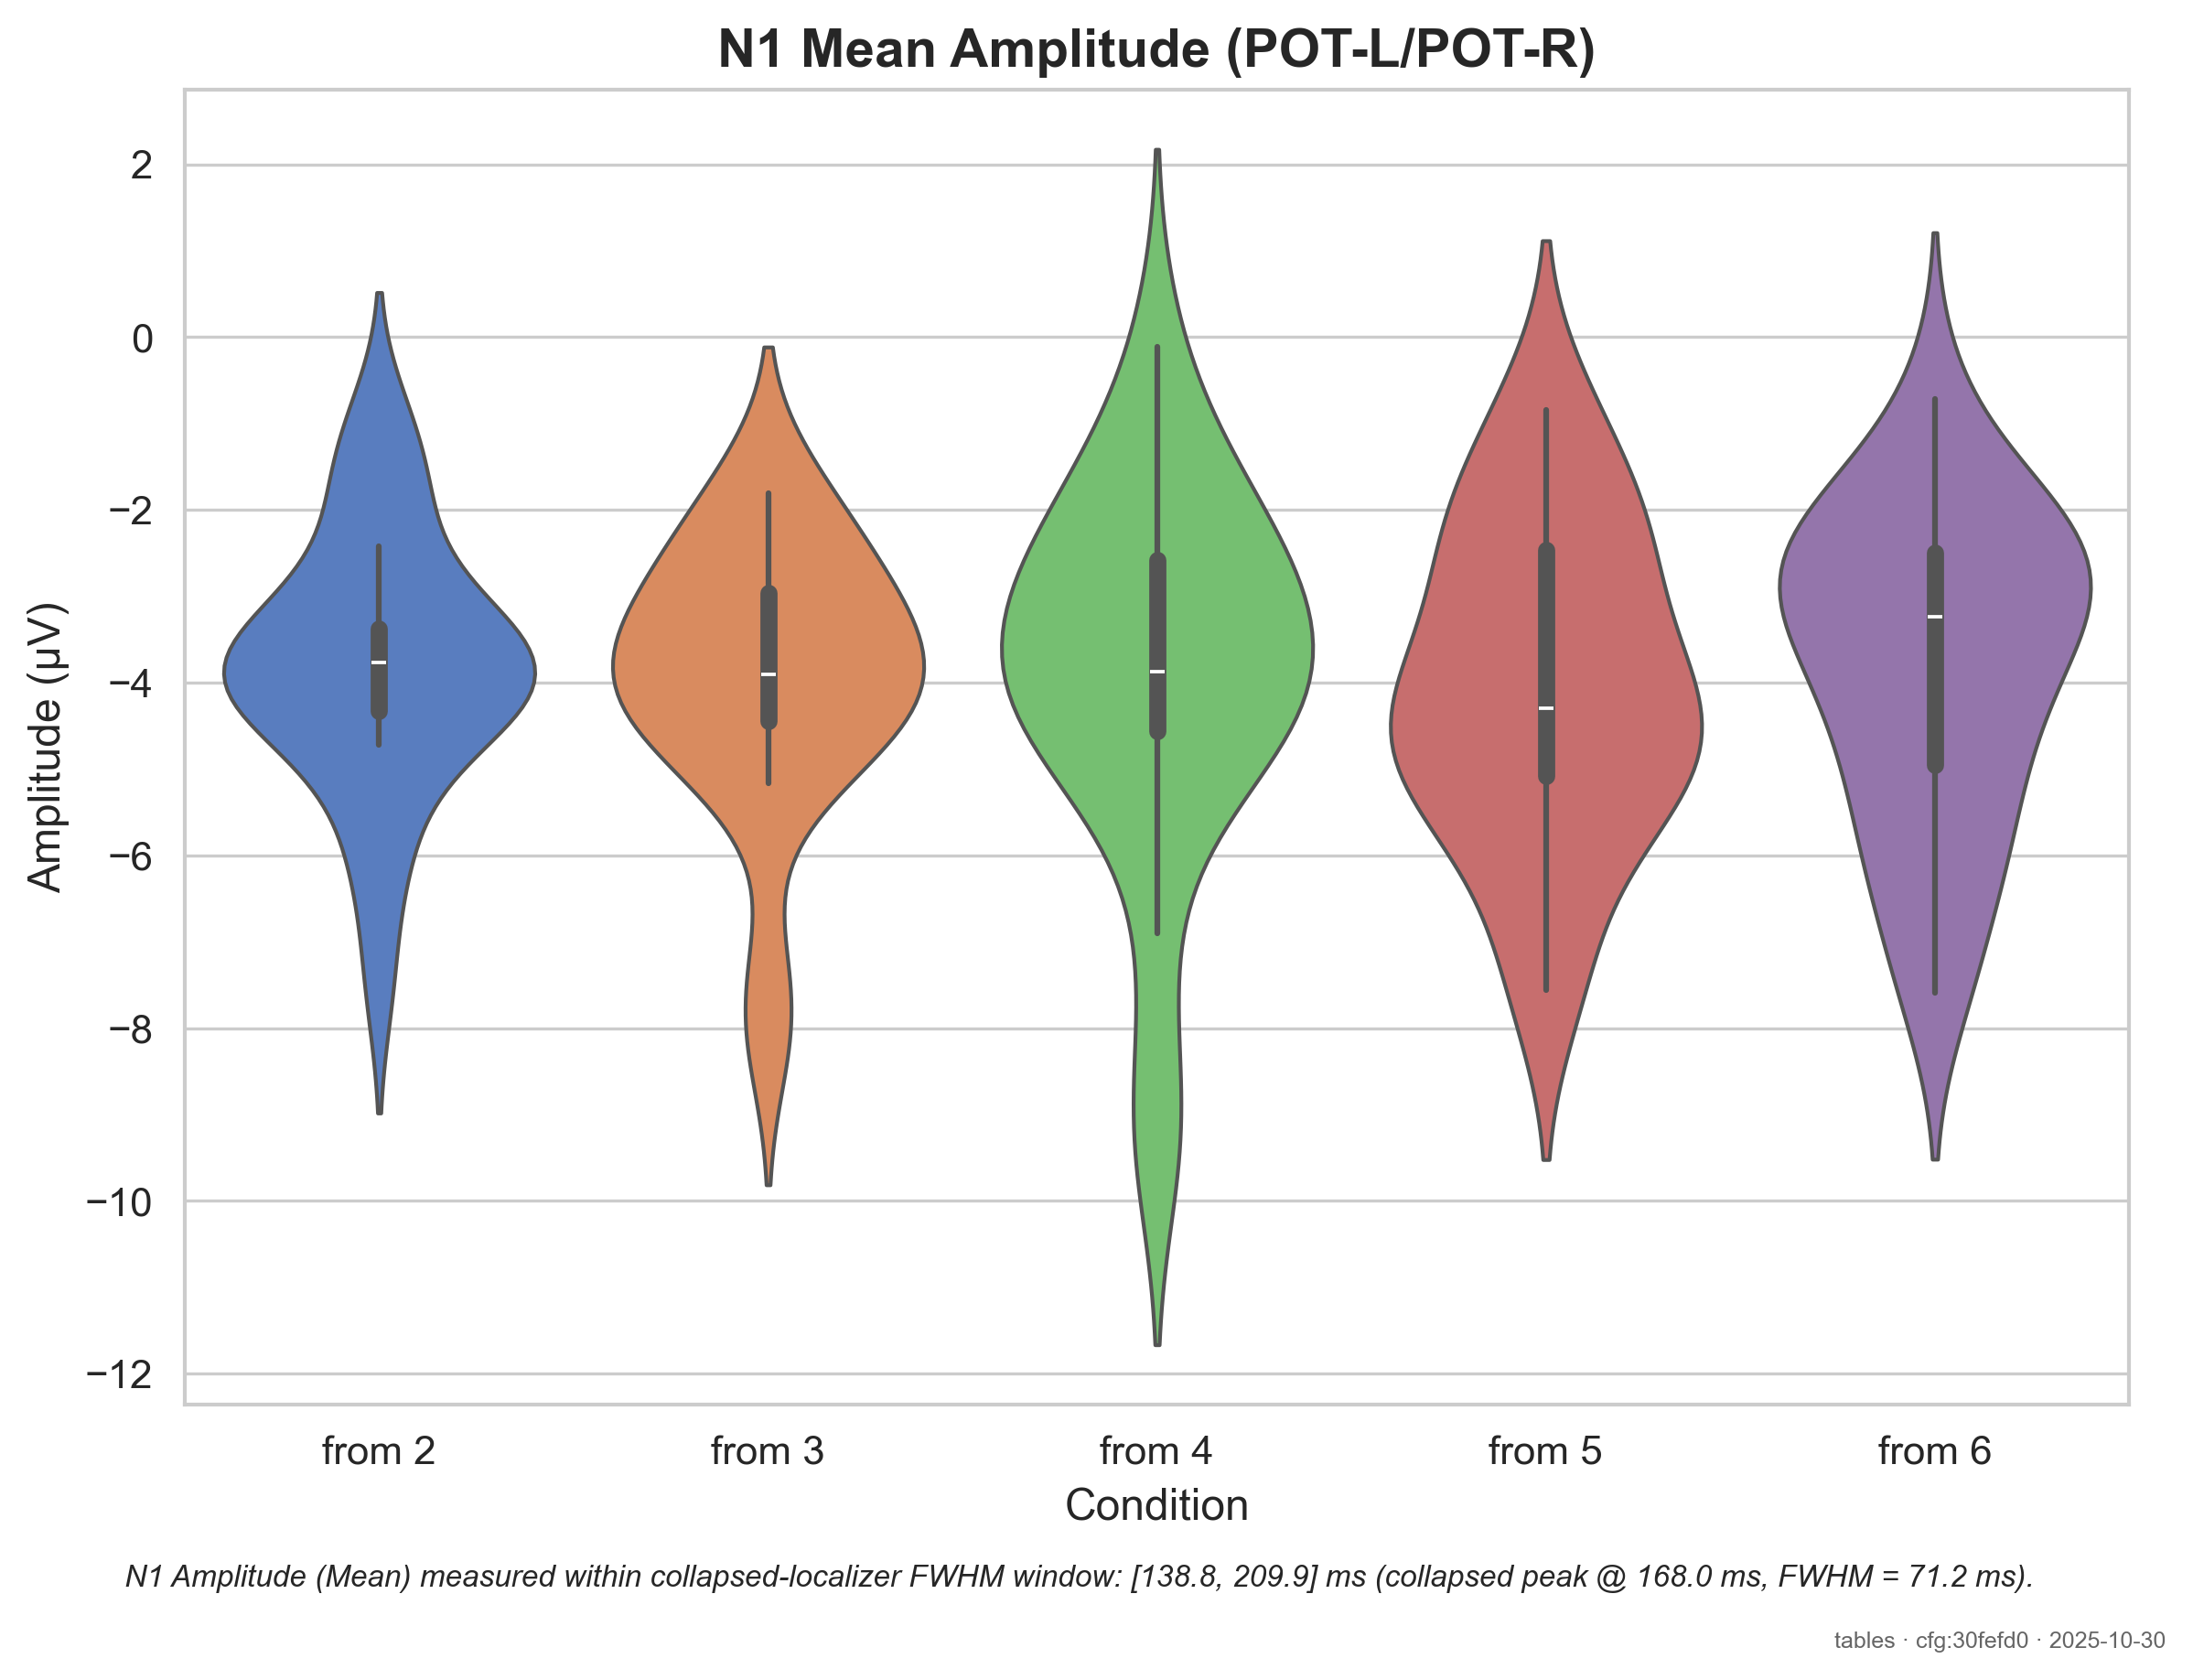 N1 Mean Amplitude (POT-L/POT-R)
Amplitude (µV)
2
0
−2
−4
−6
−8
−10
−12
from 2
from 3
from 4
from 5
from 6
Condition
N1 Amplitude (Mean) measured within collapsed-localizer FWHM window: [138.8, 209.9] ms (collapsed peak @ 168.0 ms, FWHM = 71.2 ms).
tables · cfg:30fefd0 · 2025-10-30